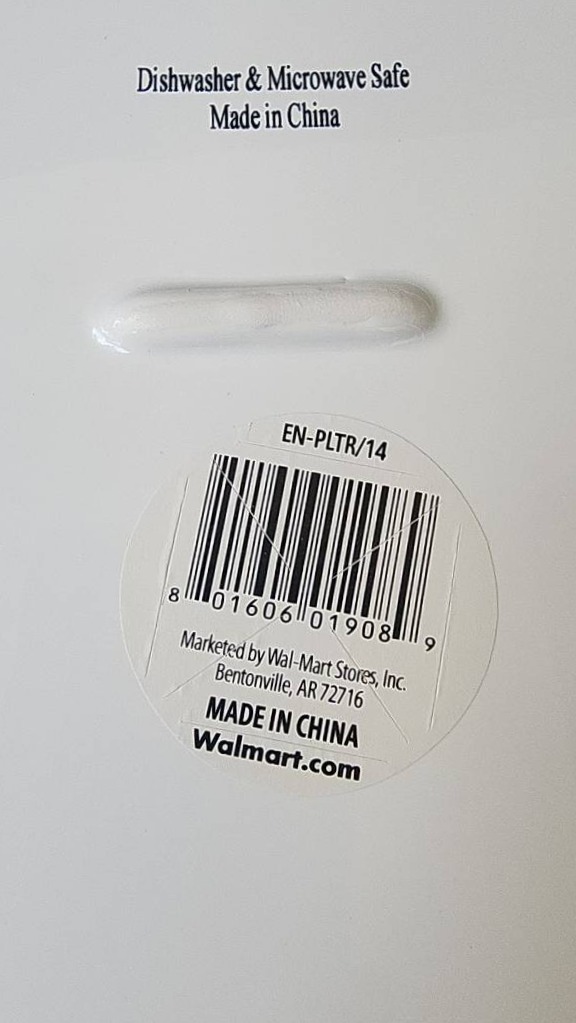 Dishwasher & Microwave Safe
Made in China
EN-PLTR/14
8 01606 01908 9
Marketed by Wal-Mart Stores, Inc.
Bentonville, AR 72716
MADE IN CHINA
Walmart.com